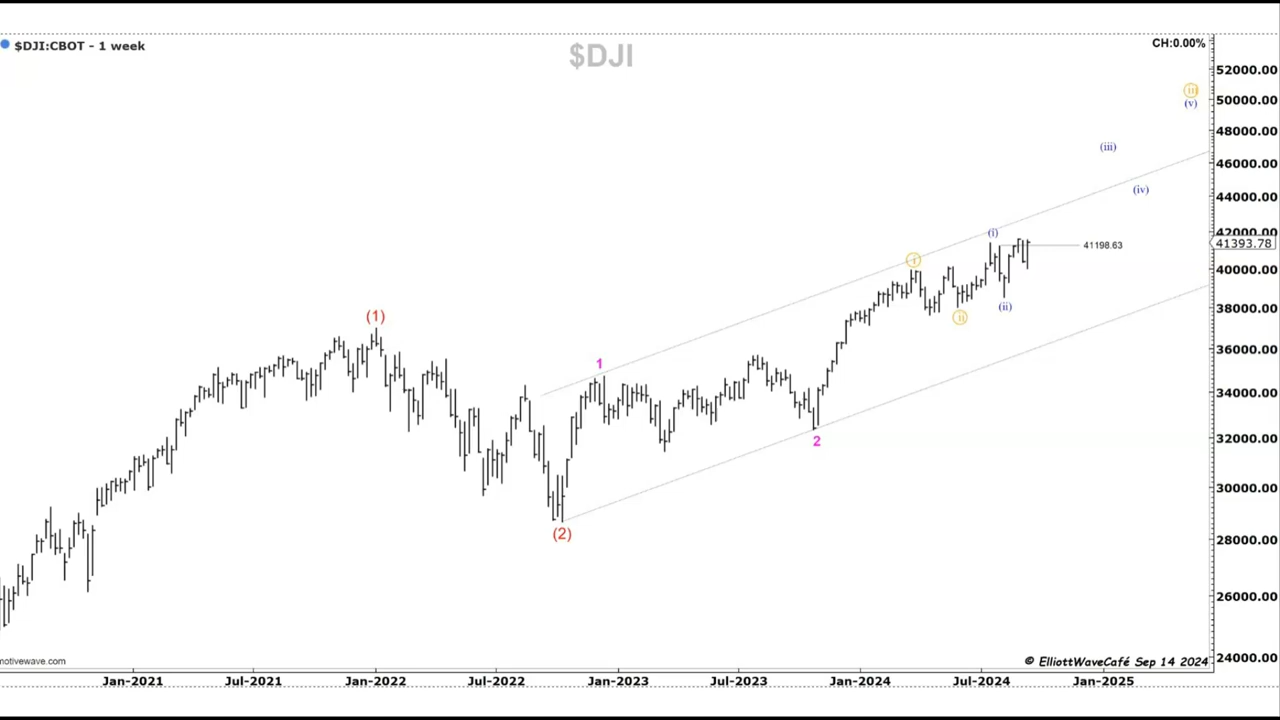 $DJI:CBOT - 1 week
$DJI
CH:0.00%
52000.00
50000.00
48000.00
46000.00
44000.00
42000.00
41393.78
40000.00
38000.00
36000.00
34000.00
32000.00
30000.00
28000.00
26000.00
24000.00
iii
(v)
(iii)
(iv)
(i)
41198.63
i
(ii)
ii
(1)
1
2
(2)
motivewave.com
© ElliottWaveCafé Sep 14 2024
Jan-2021
Jul-2021
Jan-2022
Jul-2022
Jan-2023
Jul-2023
Jan-2024
Jul-2024
Jan-2025